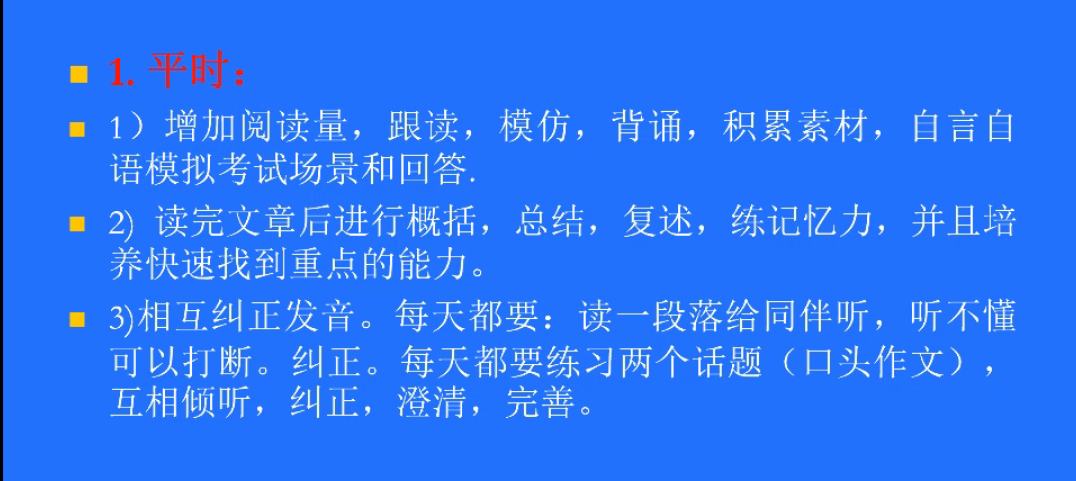 1. 平时：
1）增加阅读量，跟读，模仿，背诵，积累素材，自言自
语模拟考试场景和回答.
2) 读完文章后进行概括，总结，复述，练记忆力，并且培
养快速找到重点的能力。
3)相互纠正发音。每天都要：读一段落给同伴听，听不懂
可以打断。纠正。每天都要练习两个话题（口头作文），
互相倾听，纠正，澄清，完善。